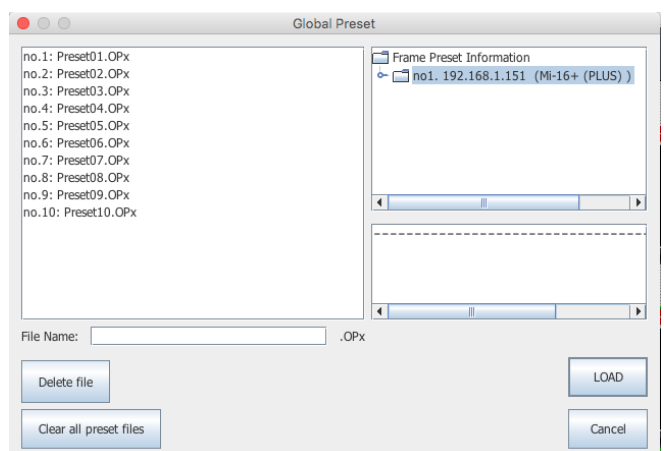 Global Preset
no.1: Preset01.OPx
no.2: Preset02.OPx
no.3: Preset03.OPx
no.4: Preset04.OPx
no.5: Preset05.OPx
no.6: Preset06.OPx
no.7: Preset07.OPx
no.8: Preset08.OPx
no.9: Preset09.OPx
no.10: Preset10.OPx
Frame Preset Information
no1. 192.168.1.151 (Mi-16+ (PLUS) )
File Name: .OPx
Delete file
LOAD
Clear all preset files
Cancel